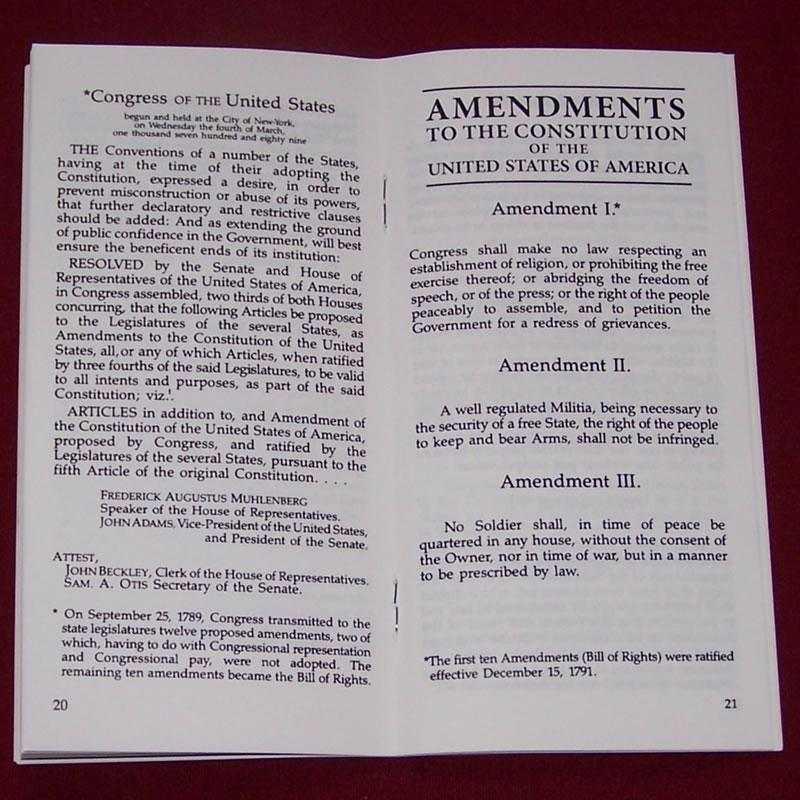 *Congress OF THE United States
begun and held at the City of New-York,
on Wednesday the fourth of March,
one thousand seven hundred and eighty nine
THE Conventions of a number of the States,
having at the time of their adopting the
Constitution, expressed a desire, in order to
prevent misconstruction or abuse of its powers,
that further declaratory and restrictive clauses
should be added: And as extending the ground
of public confidence in the Government, will best
ensure the beneficent ends of its institution:
RESOLVED by the Senate and House of
Representatives of the United States of America,
in Congress assembled, two thirds of both Houses
concurring, that the following Articles be proposed
to the Legislatures of the several States, as
Amendments to the Constitution of the United
States, all, or any of which Articles, when ratified
by three fourths of the said Legislatures, to be valid
to all intents and purposes, as part of the said
Constitution; viz.
ARTICLES in addition to, and Amendment of
the Constitution of the United States of America,
proposed by Congress, and ratified by the
Legislatures of the several States, pursuant to the
fifth Article of the original Constitution. . . .
FREDERICK AUGUSTUS MUHLENBERG
Speaker of the House of Representatives.
JOHN ADAMS, Vice-President of the United States,
and President of the Senate.
ATTEST,
JOHN BECKLEY, Clerk of the House of Representatives.
SAM. A. OTIS Secretary of the Senate.
* On September 25, 1789, Congress transmitted to the
state legislatures twelve proposed amendments, two of
which, having to do with Congressional representation
and Congressional pay, were not adopted. The
remaining ten amendments became the Bill of Rights.
20
AMENDMENTS
TO THE CONSTITUTION
OF THE
UNITED STATES OF AMERICA
Amendment I.*
Congress shall make no law respecting an
establishment of religion, or prohibiting the free
exercise thereof; or abridging the freedom of
speech, or of the press; or the right of the people
peaceably to assemble, and to petition the
Government for a redress of grievances.
Amendment II.
A well regulated Militia, being necessary to
the security of a free State, the right of the people
to keep and bear Arms, shall not be infringed.
Amendment III.
No Soldier shall, in time of peace be
quartered in any house, without the consent of
the Owner, nor in time of war, but in a manner
to be prescribed by law.
*The first ten Amendments (Bill of Rights) were ratified
effective December 15, 1791.
21